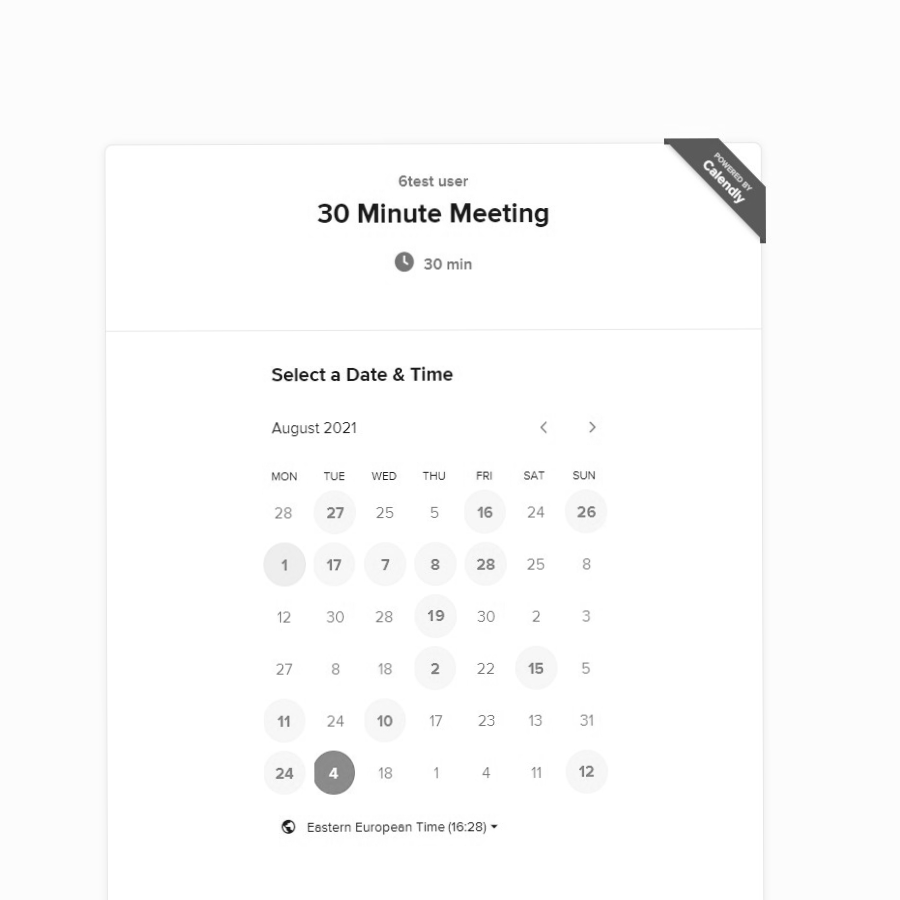 POWERED BY
Calendly
6test user
30 Minute Meeting
30 min
Select a Date & Time
August 2021
MON TUE WED THU FRI SAT SUN
28 27 25 5 16 24 26
1 17 7 8 28 25 8
12 30 28 19 30 2 3
27 8 18 2 22 15 5
11 24 10 17 23 13 31
24 4 18 1 4 11 12
Eastern European Time (16:28)